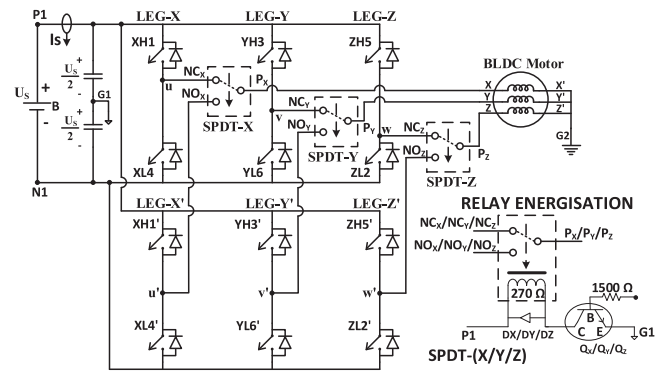 P1 LEG-X LEG-Y LEG-Z
Is XH1 YH3 ZH5
BLDC Motor
NCX PX
u
NOX
SPDT-X
X X'
Y Y'
Z Z'
US/2 + -
G1
US + B -
US/2 + -
NCY
v
NOY PY
SPDT-Y
w NCZ
NOZ PZ
SPDT-Z
G2
XL4 YL6 ZL2
N1
LEG-X' LEG-Y' LEG-Z'
XH1' YH3' ZH5'
u' v' w'
XL4' YL6' ZL2'
RELAY ENERGISATION
NCX/NCY/NCZ
PX/PY/PZ
NOX/NOY/NOZ
270 Ω
1500 Ω
P1
B
C E
G1
DX/DY/DZ
QX/QY/QZ
SPDT-(X/Y/Z)